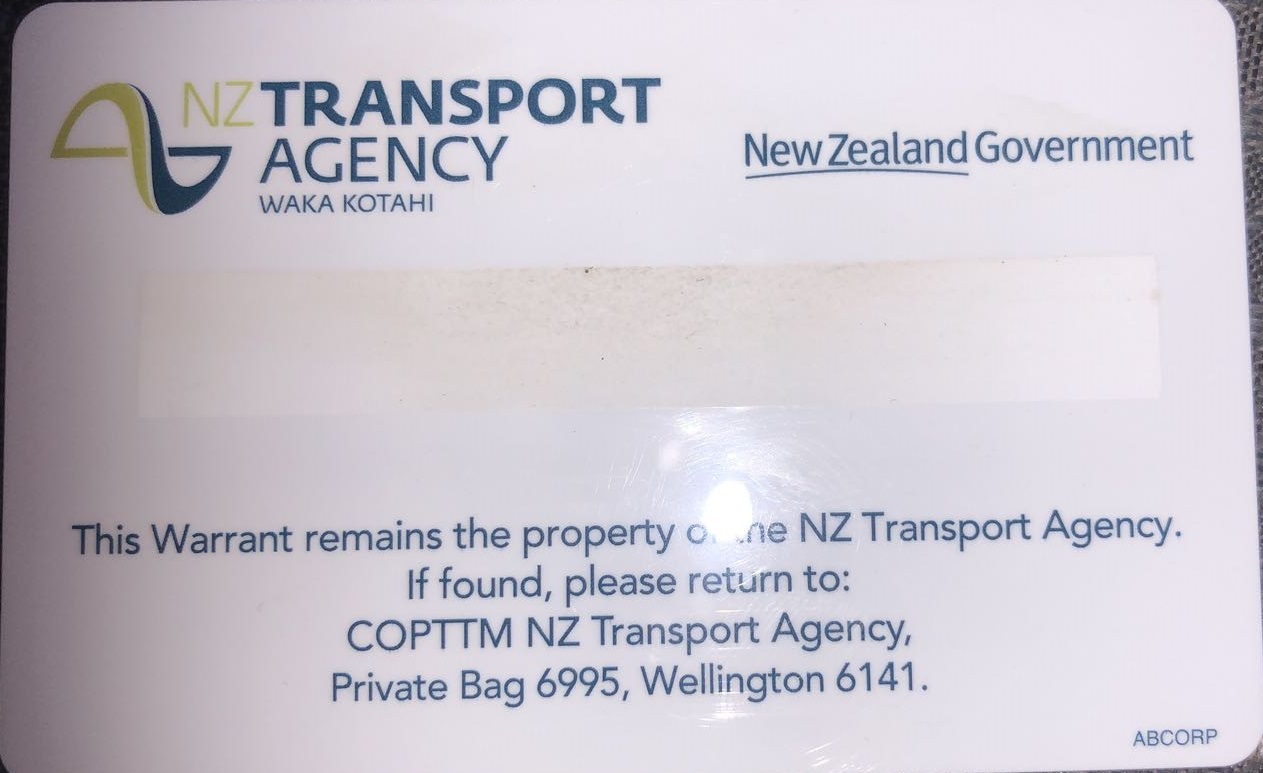 NZ TRANSPORT
AGENCY
WAKA KOTAHI
New Zealand Government
This Warrant remains the property the NZ Transport Agency.
If found, please return to:
COPTTM NZ Transport Agency,
Private Bag 6995, Wellington 6141.
ABCORP